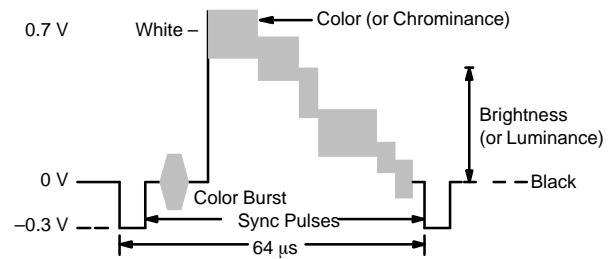 0.7 V
White –
Color (or Chrominance)
Brightness
(or Luminance)
0 V
Black
Color Burst
–0.3 V
Sync Pulses
64 μs